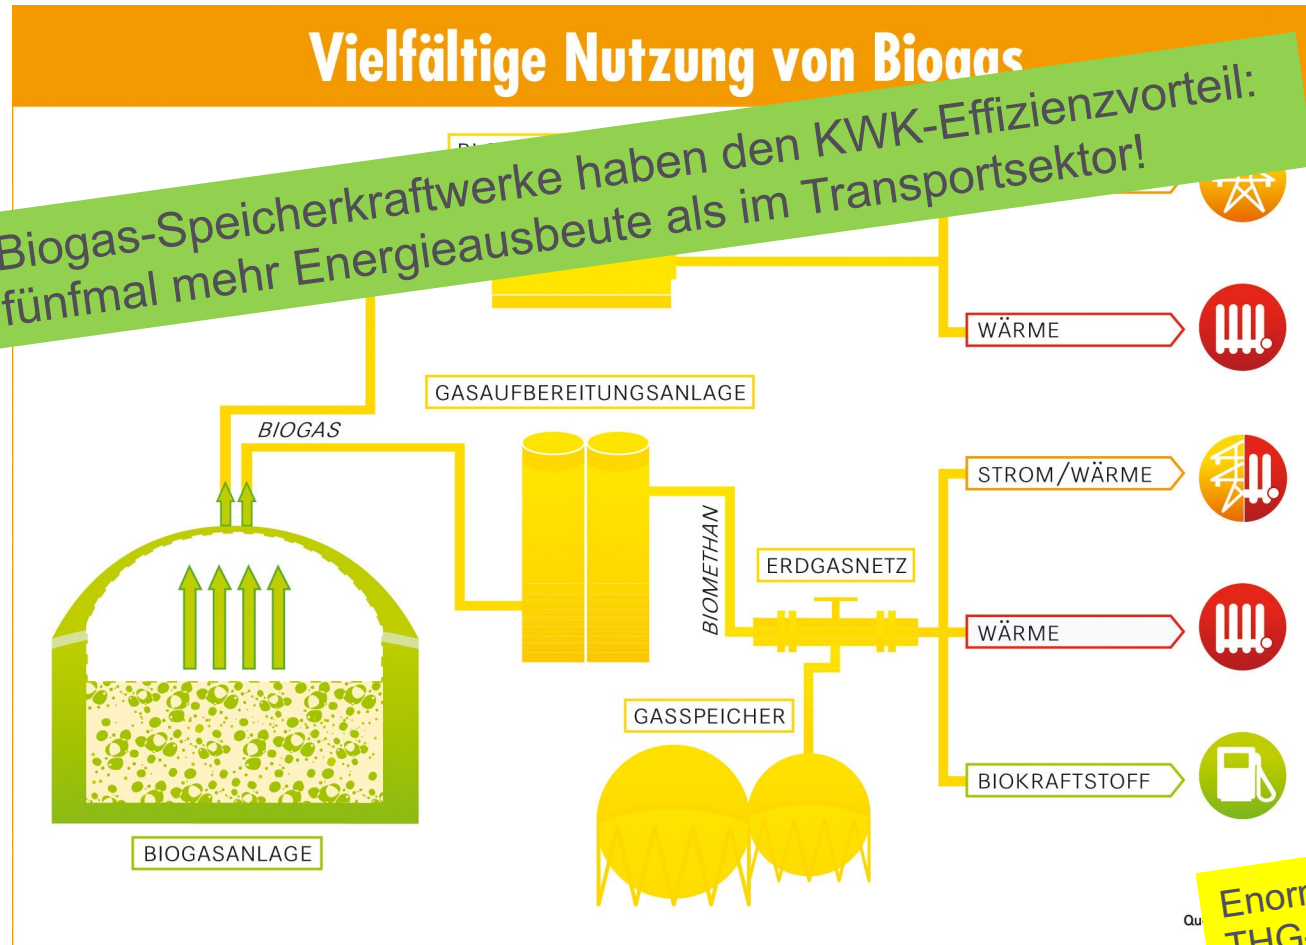 Vielfältige Nutzung von Biogas
Biogas-Speicherkraftwerke haben den KWK-Effizienzvorteil:
fünfmal mehr Energieausbeute als im Transportsektor!
WÄRME
GASAUFBEREITUNGSANLAGE
BIOGAS
STROM/WÄRME
BIOMETHAN
ERDGASNETZ
WÄRME
GASSPEICHER
BIOKRAFTSTOFF
BIOGASANLAGE